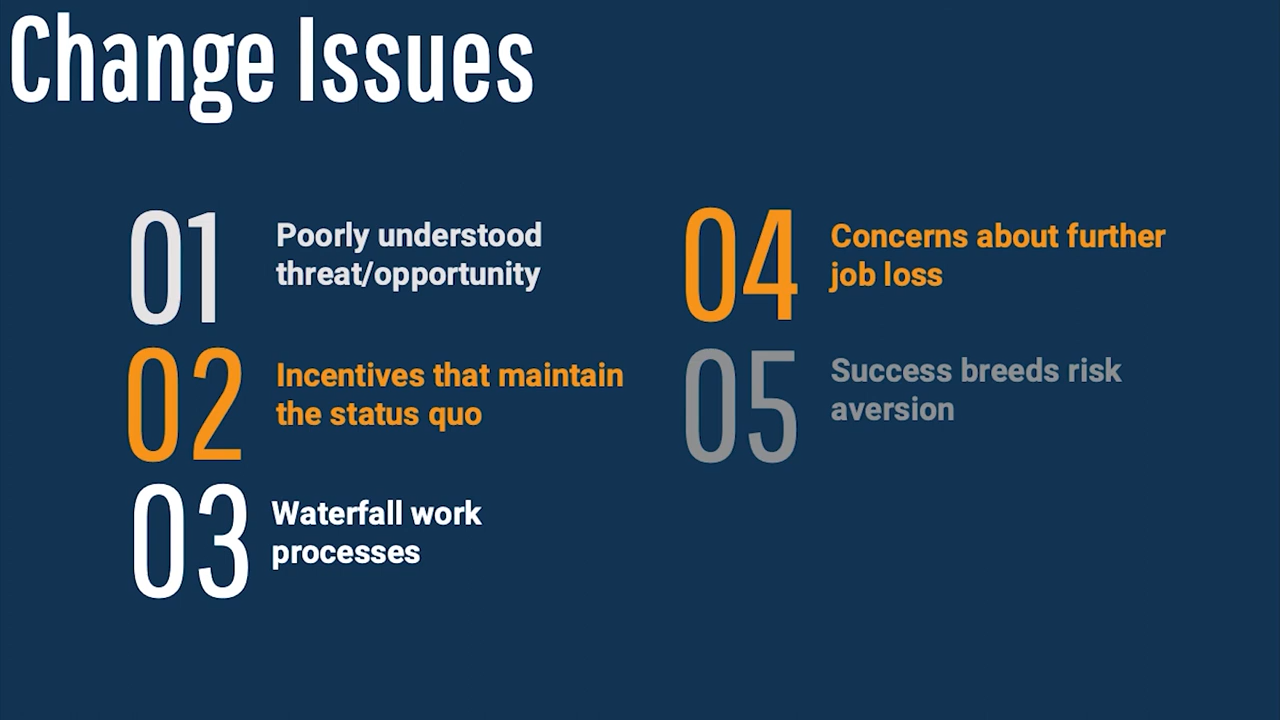 Change Issues
01
Poorly understood
threat/opportunity
02
Incentives that maintain
the status quo
03
Waterfall work
processes
04
Concerns about further
job loss
05
Success breeds risk
aversion